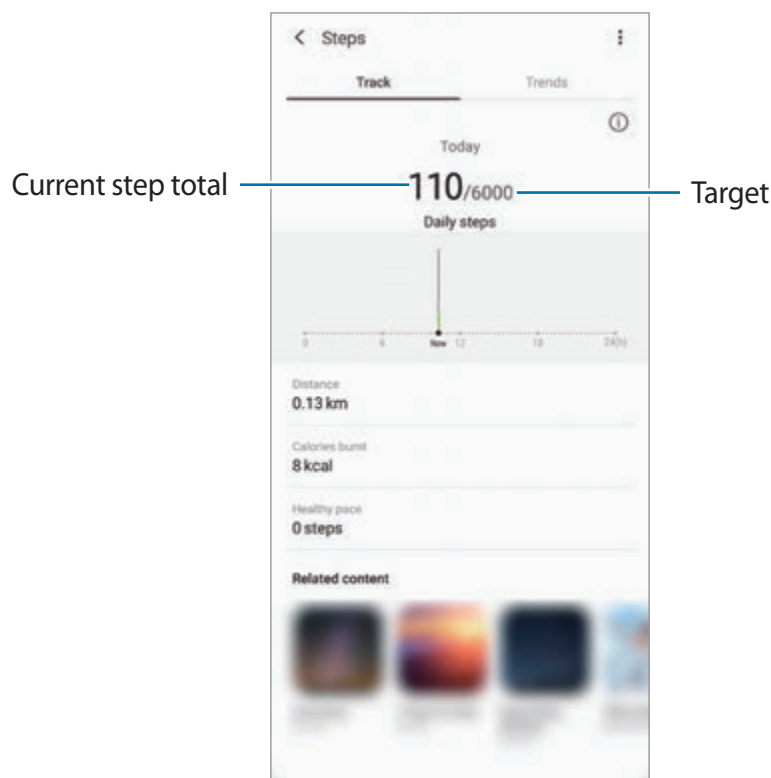 Steps
Track Trends
Today
Current step total 110/6000 Target
Daily steps
0 6 Now 12 18 24(h)
Distance
0.13 km
Calories burnt
8 kcal
Healthy pace
0 steps
Related content